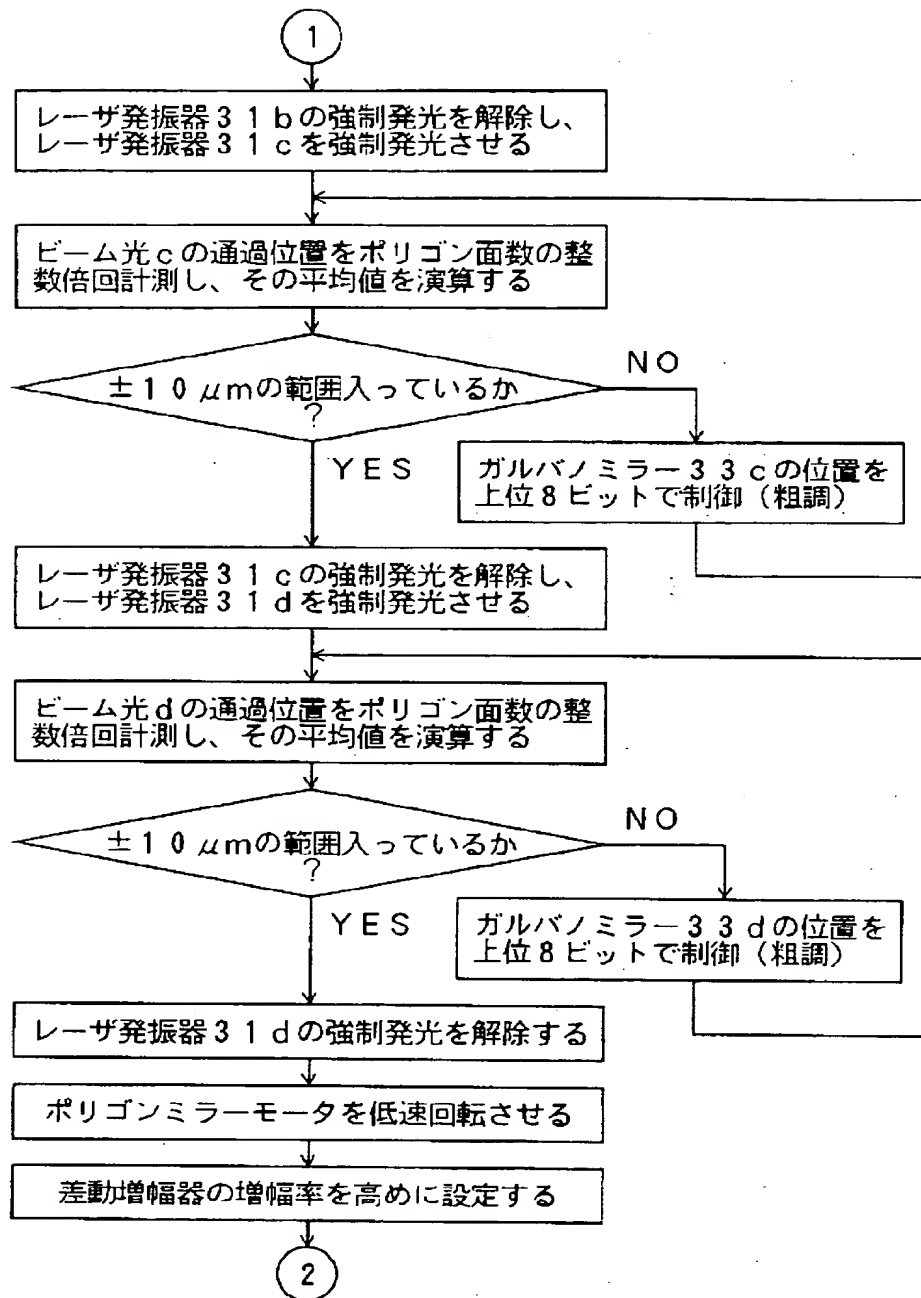 1
レーザ発振器31bの強制発光を解除し、
レーザ発振器31cを強制発光させる
ビーム光cの通過位置をポリゴン面数の整
数倍回計測し、その平均値を演算する
±10μmの範囲入っているか
?
NO
YES
ガルバノミラー33cの位置を
上位8ビットで制御(粗調)
レーザ発振器31cの強制発光を解除し、
レーザ発振器31dを強制発光させる
ビーム光dの通過位置をポリゴン面数の整
数倍回計測し、その平均値を演算する
±10μmの範囲入っているか
?
NO
YES
ガルバノミラー33dの位置を
上位8ビットで制御(粗調)
レーザ発振器31dの強制発光を解除する
ポリゴンミラーモータを低速回転させる
差動増幅器の増幅率を高めに設定する
2